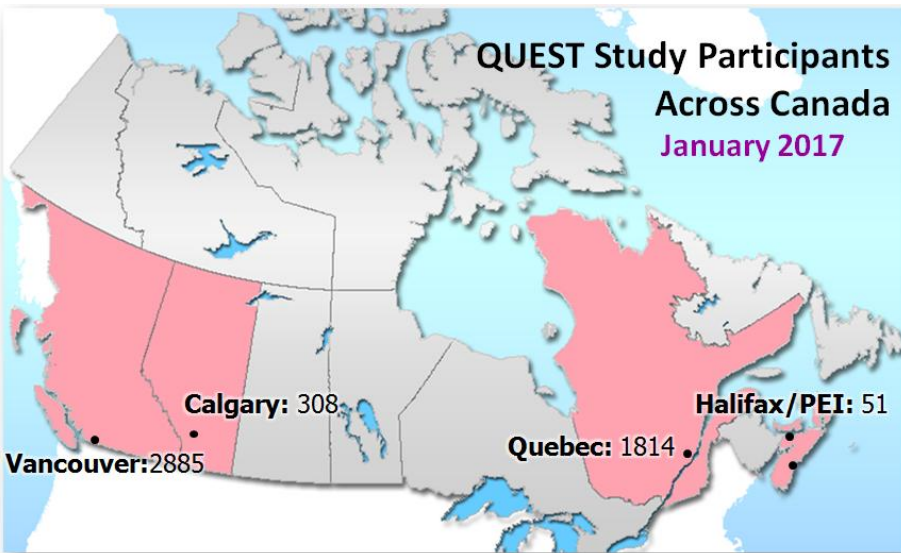 QUEST Study Participants
Across Canada
January 2017
Calgary: 308
Halifax/PEI: 51
Quebec: 1814
Vancouver:2885